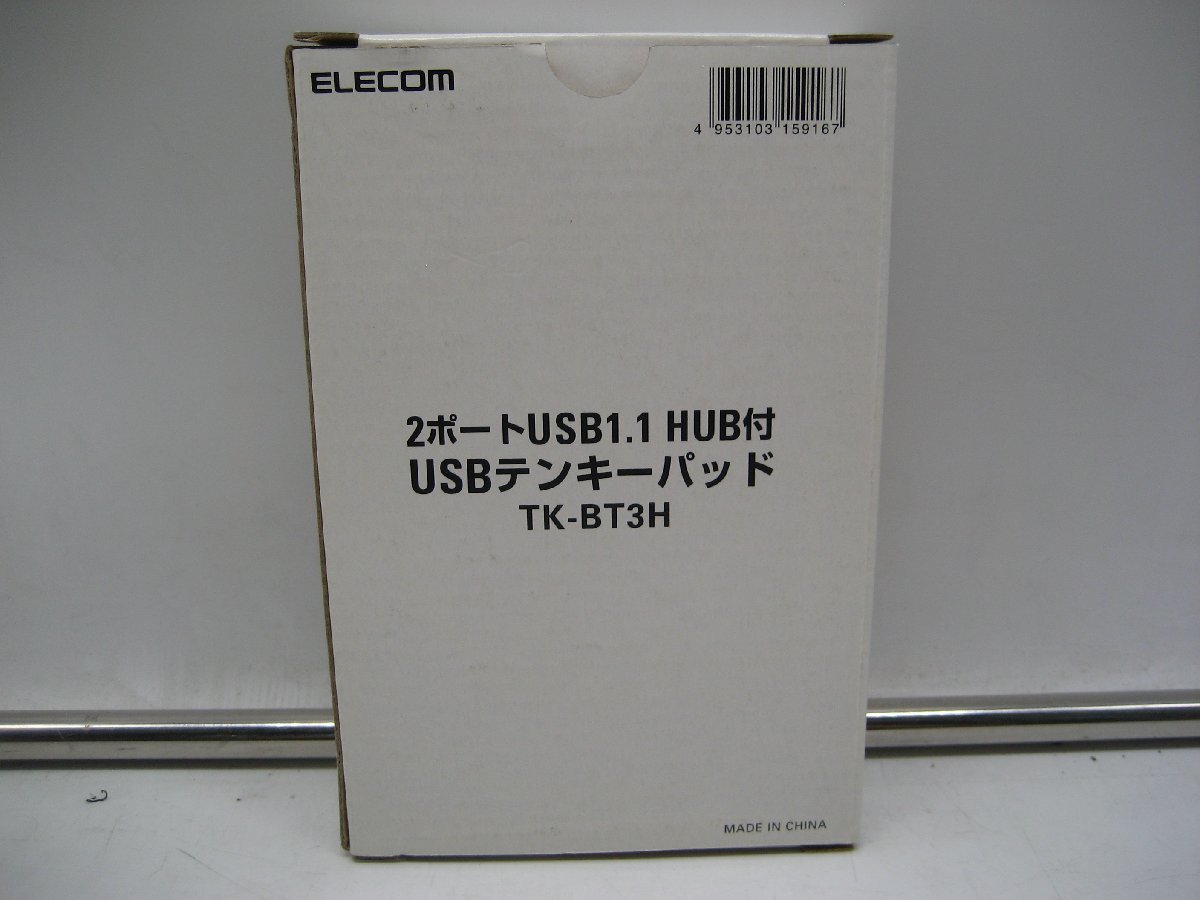 ELECOM
4 953103 159167
2ポートUSB1.1 HUB付
USBテンキーパッド
TK-BT3H
MADE IN CHINA